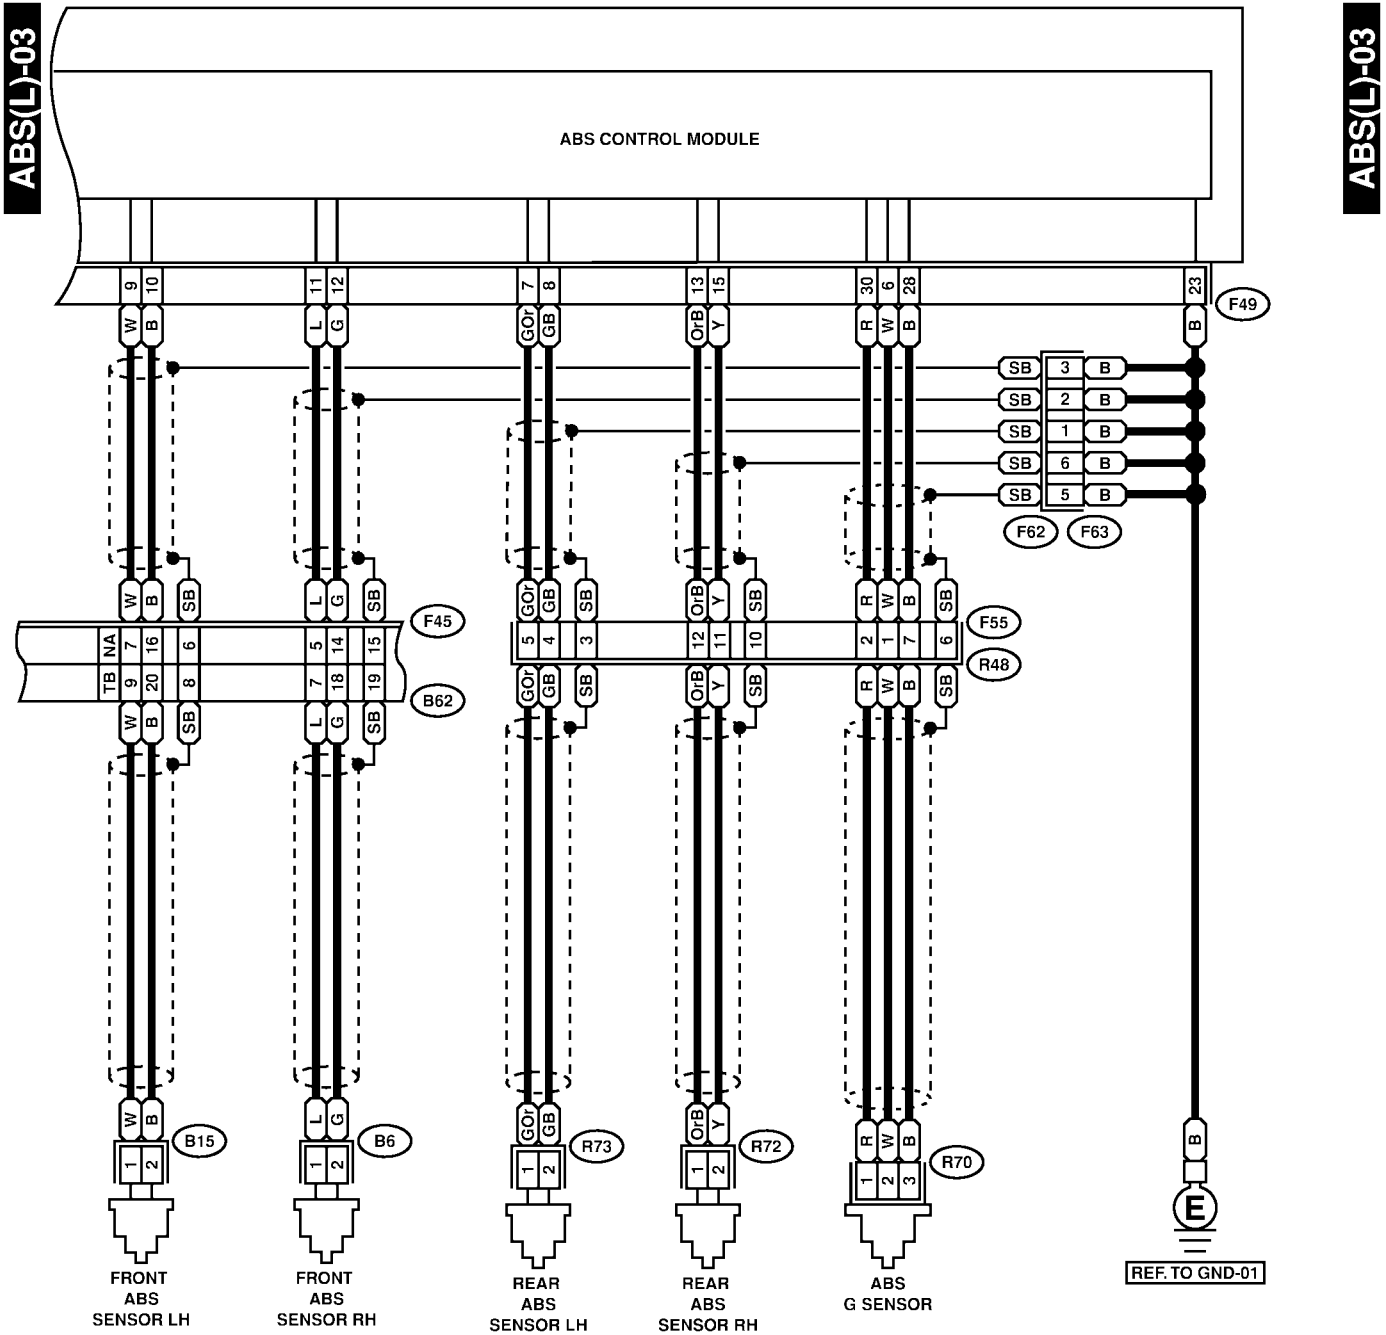 ABS(L)-03
ABS(L)-03
ABS CONTROL MODULE
9 10 11 12 7 8 13 15 30 6 28 23
F49
W B L G GOr GB OrB Y R W B B
SB 3 B
SB 2 B
SB 1 B
SB 6 B
SB 5 B
F62 F63
W B SB L G SB GOr GB SB OrB Y SB R W B SB
F45 F55
NA 7 16 6 5 14 15 5 4 3 12 11 10 2 1 7 6
R48
TB 9 20 8 7 18 19 GOr GB SB OrB Y SB R W B SB
B62
W B SB L G SB
W B L G GOr GB OrB Y R W B B
B15 B6 R73 R72 R70
1 2 1 2 1 2 1 2 1 2 3
E
REF. TO GND-01
FRONT
ABS
SENSOR LH
FRONT
ABS
SENSOR RH
REAR
ABS
SENSOR LH
REAR
ABS
SENSOR RH
ABS
G SENSOR